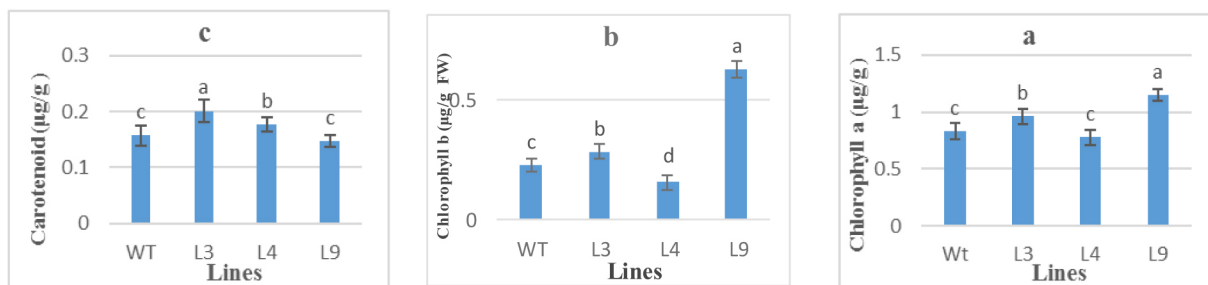 c
Carotenoid (µg/g )
0.3
0.2
0.1
0
c
a
b
c
WT L3 L4 L9
Lines
b
Chlorophyll b (µg/g FW)
0.5
0
c
b
d
a
WT L3 L4 L9
Lines
a
Chlorophyll a (µg/g)
1.5
1
0.5
0
c
b
c
a
Wt L3 L4 L9
Lines